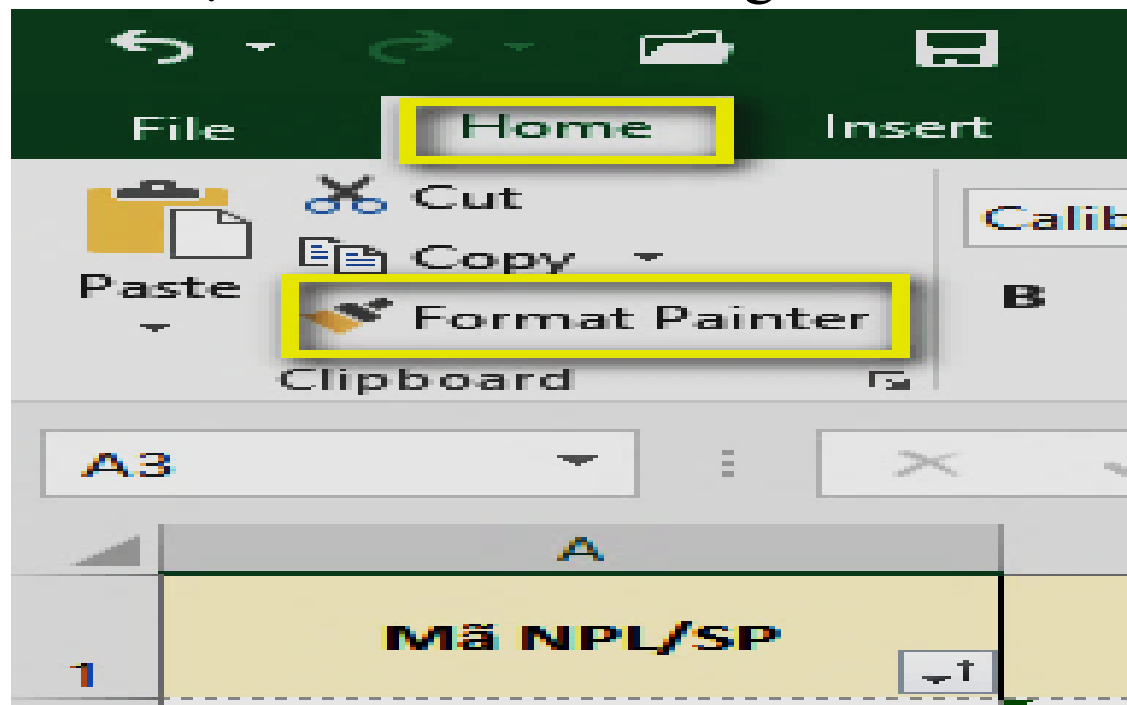 File Home Insert
Cut
Copy
Paste
Format Painter
B
Clipboard
A3
A
Mã NPL/SP
1